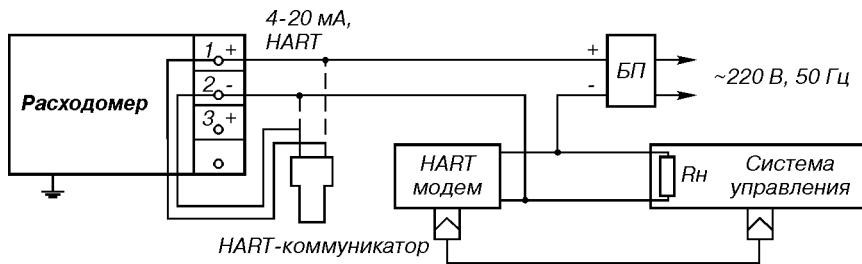 4-20 мА,
HART
1 +
2 -
3 +
Расходомер
+
-
БП
~220 В, 50 Гц
HART
модем
Rн
Система
управления
HART-коммуникатор